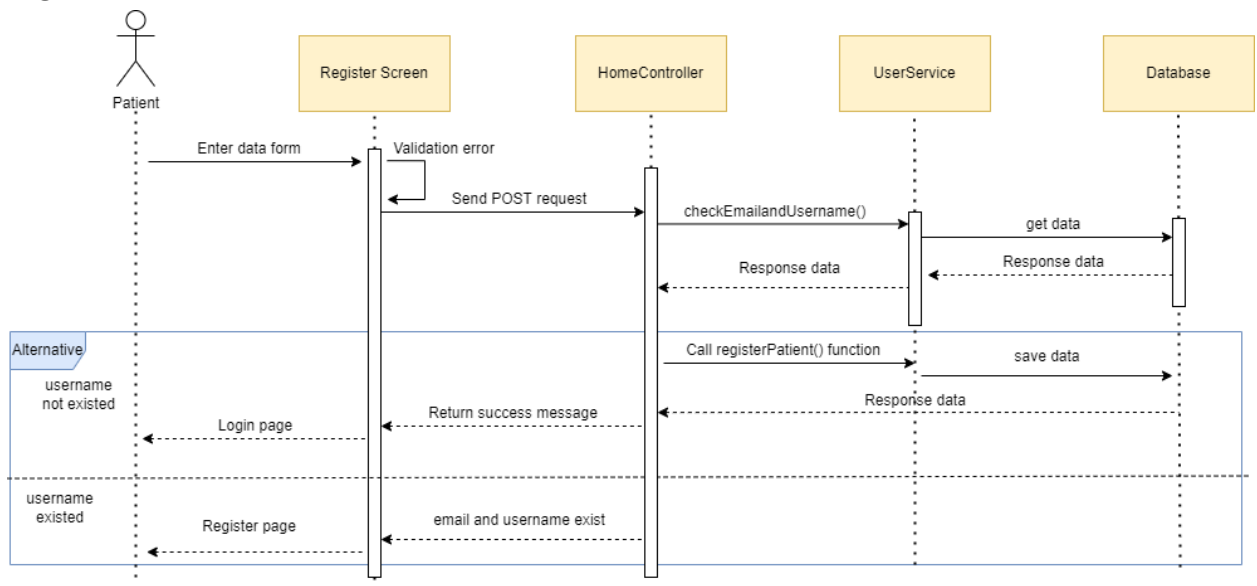 Patient
Register Screen
HomeController
UserService
Database
Enter data form
Validation error
Send POST request
checkEmailandUsername()
get data
Response data
Response data
Alternative
Call registerPatient() function
save data
username
not existed
Response data
Return success message
Login page
username
existed
email and username exist
Register page